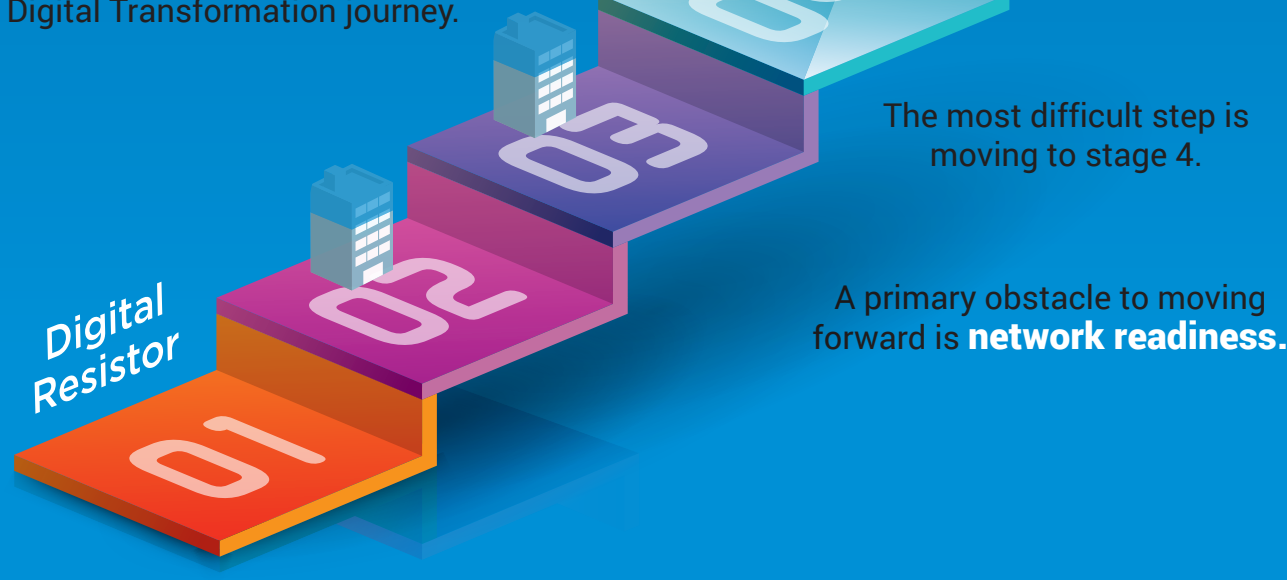 Digital Transformation journey.
The most difficult step is
moving to stage 4.
03
A primary obstacle to moving
forward is network readiness.
02
Digital
Resistor
01